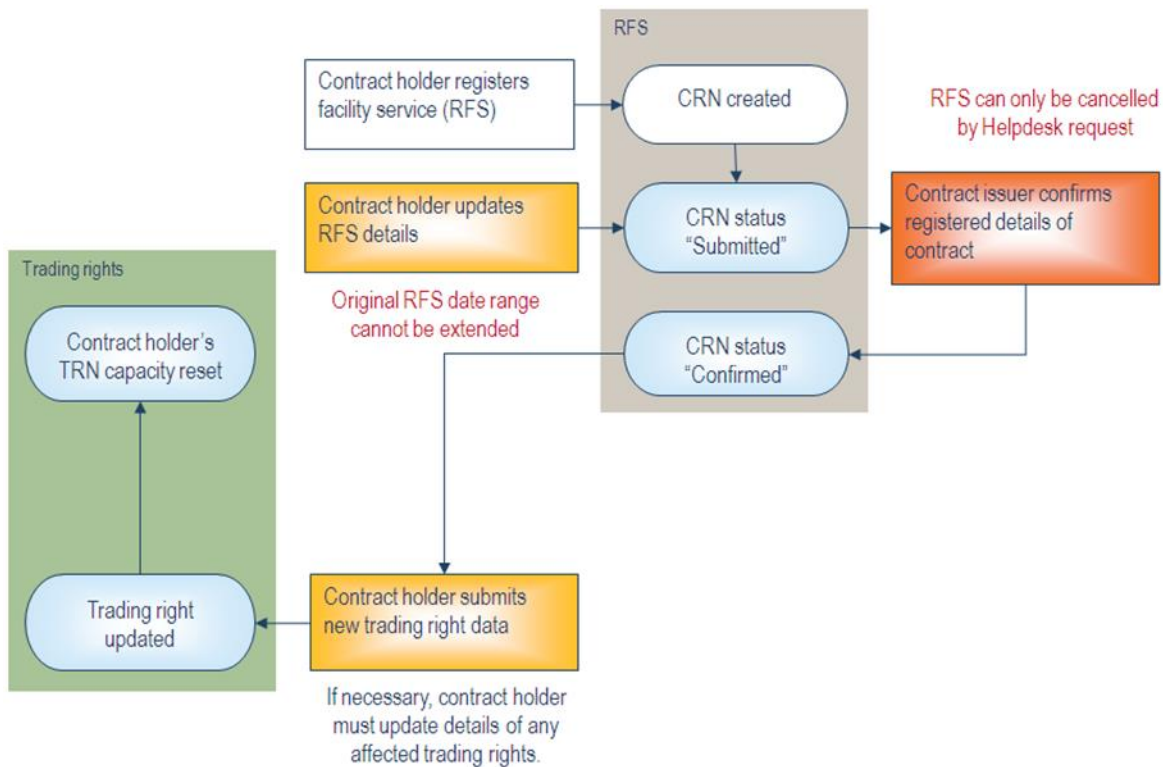 RFS
Contract holder registers
facility service (RFS)
CRN created
RFS can only be cancelled
by Helpdesk request
Contract holder updates
RFS details
CRN status
“Submitted”
Contract issuer confirms
registered details of
contract
Trading rights
Original RFS date range
cannot be extended
Contract holder’s
TRN capacity reset
CRN status
“Confirmed”
Trading right
updated
Contract holder submits
new trading right data
If necessary, contract holder
must update details of any
affected trading rights.